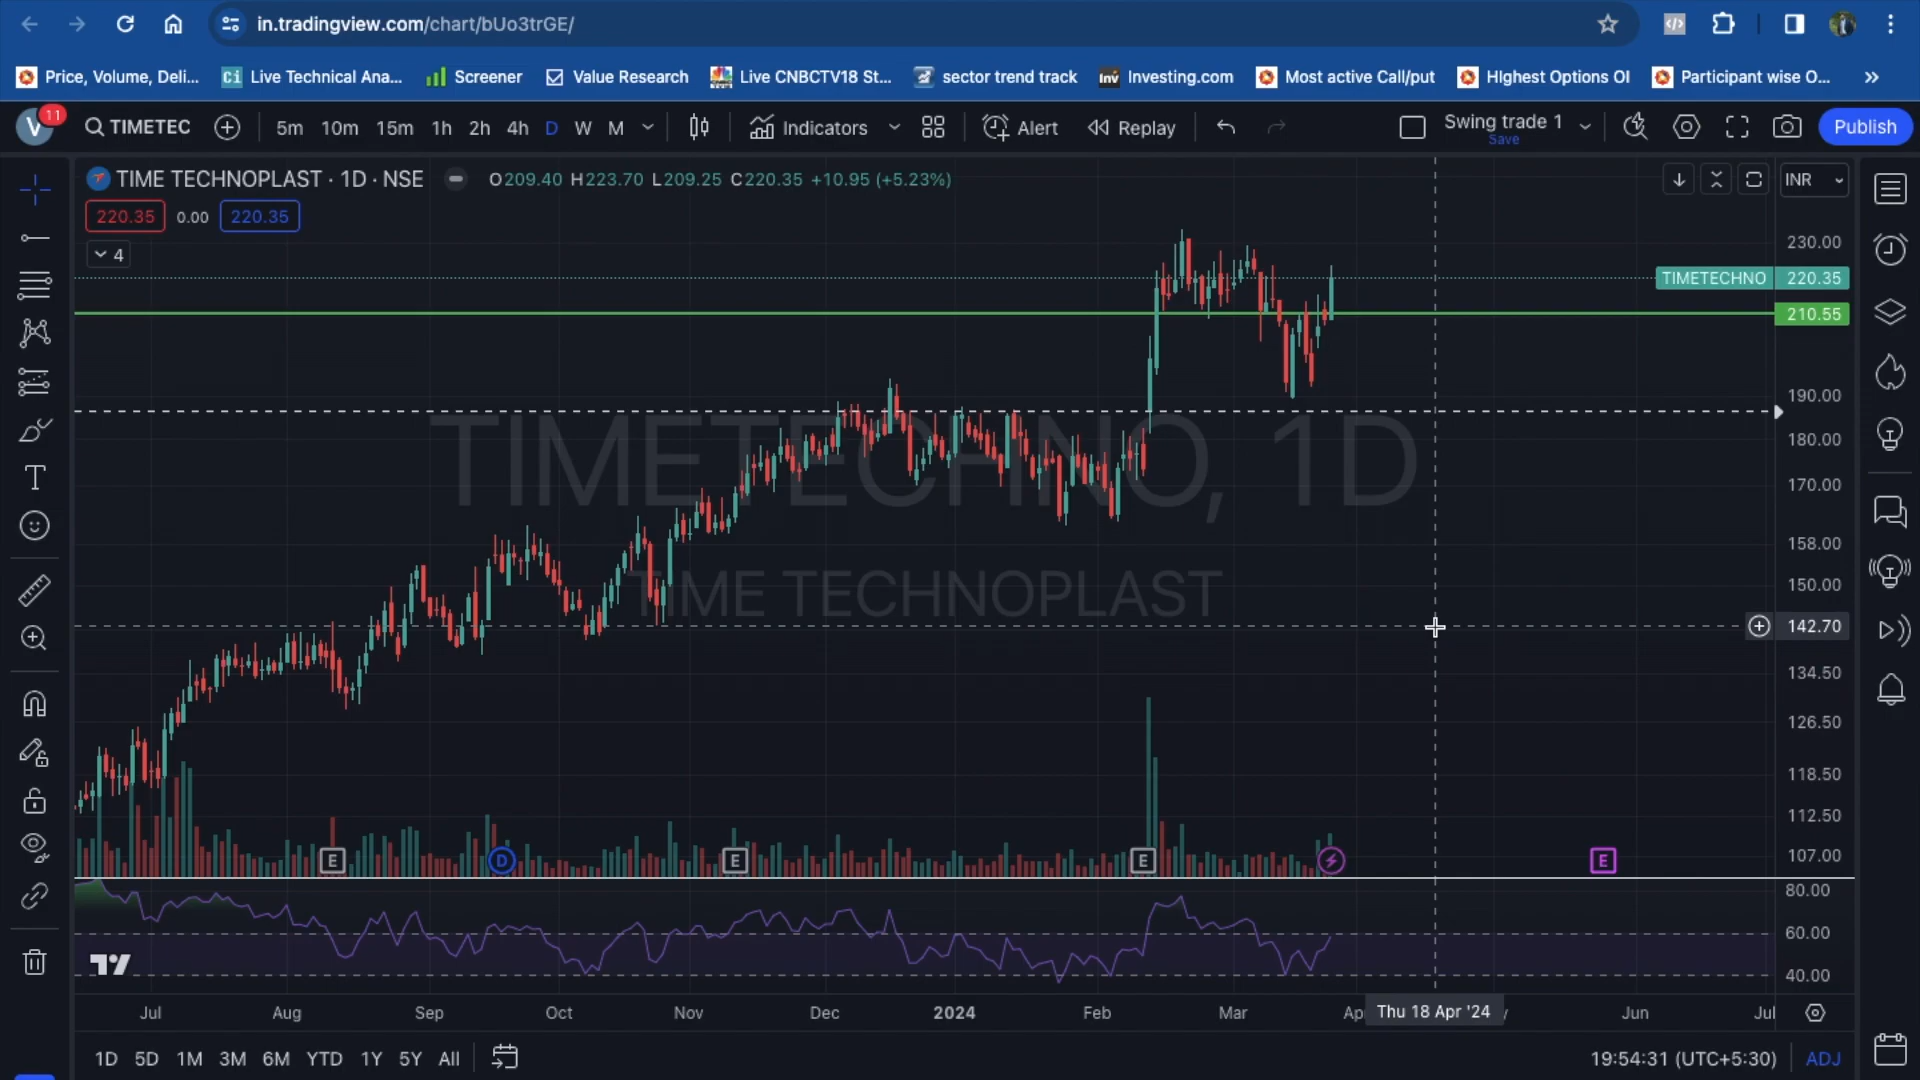 in.tradingview.com/chart/bUo3trGE/
Price, Volume, Deli... Ci Live Technical Ana... Screener Value Research Live CNBCTV18 St... sector trend track Inv Investing.com Most active Call/put HIghest Options OI Participant wise O... »
V 11 TIMETEC 5m 10m 15m 1h 2h 4h D W M Indicators Alert Replay Swing trade 1 Save Publish
TIME TECHNOPLAST · 1D · NSE O209.40 H223.70 L209.25 C220.35 +10.95 (+5.23%) INR
220.35 0.00 220.35
4
230.00
TIMETECHNO 220.35
210.55
190.00
TIMETECHNO, 1D
180.00
170.00
158.00
TIME TECHNOPLAST
150.00
142.70
134.50
126.50
118.50
112.50
E D E E E 107.00
80.00
60.00
40.00
Jul Aug Sep Oct Nov Dec 2024 Feb Mar Ap Thu 18 Apr '24 Jun Jul
1D 5D 1M 3M 6M YTD 1Y 5Y All 19:54:31 (UTC+5:30) ADJ